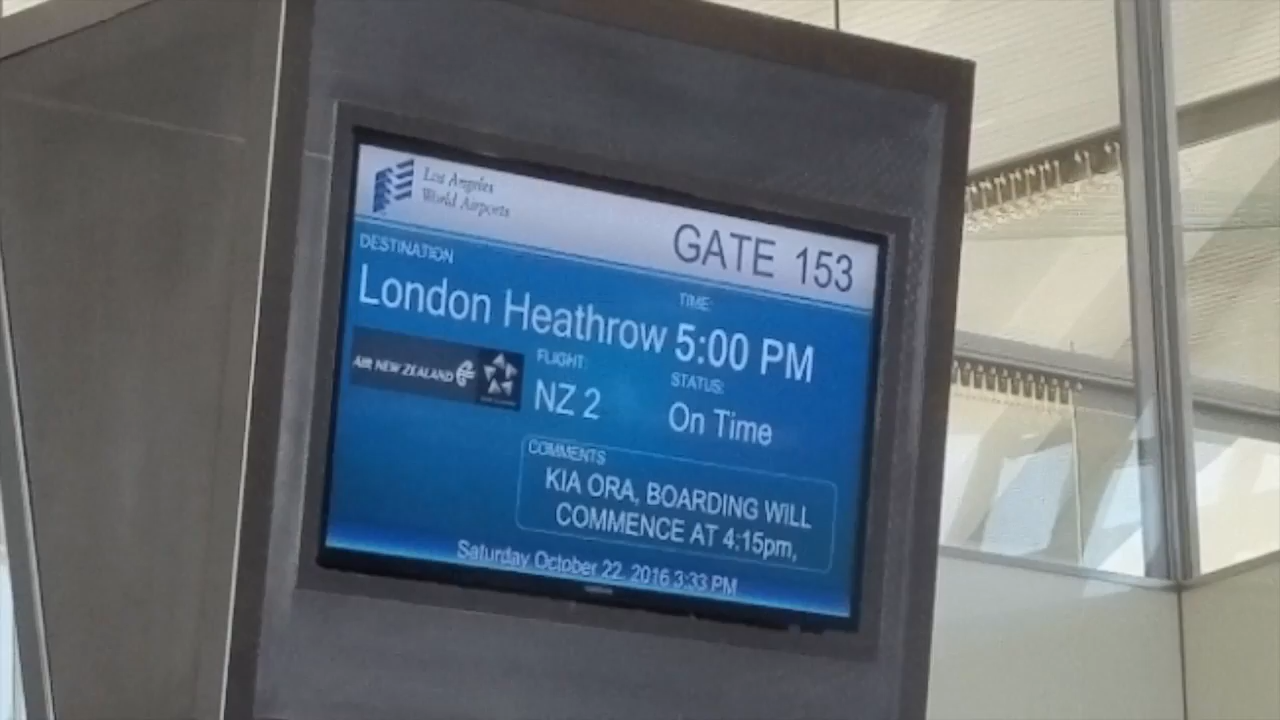 Los Angeles
World Airports
GATE 153
DESTINATION
TIME:
London Heathrow 5:00 PM
AIR NEW ZEALAND
FLIGHT:
STATUS:
NZ 2
On Time
COMMENTS
KIA ORA, BOARDING WILL
COMMENCE AT 4:15pm,
Saturday October 22, 2016 3:33 PM